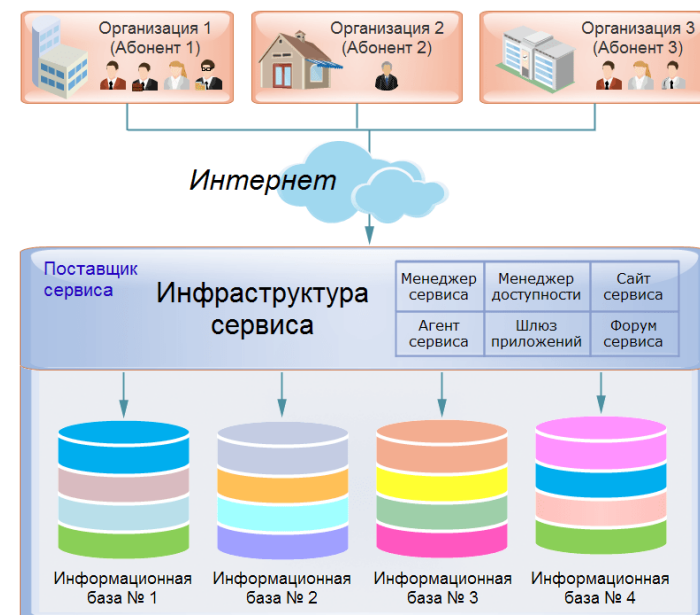 Организация 1
(Абонент 1)
Организация 2
(Абонент 2)
Организация 3
(Абонент 3)
Интернет
Поставщик
сервиса
Инфраструктура
сервиса
Менеджер
сервиса
Менеджер
доступности
Сайт
сервиса
Агент
сервиса
Шлюз
приложений
Форум
сервиса
Информационная
база № 1
Информационная
база № 2
Информационная
база № 3
Информационная
база № 4